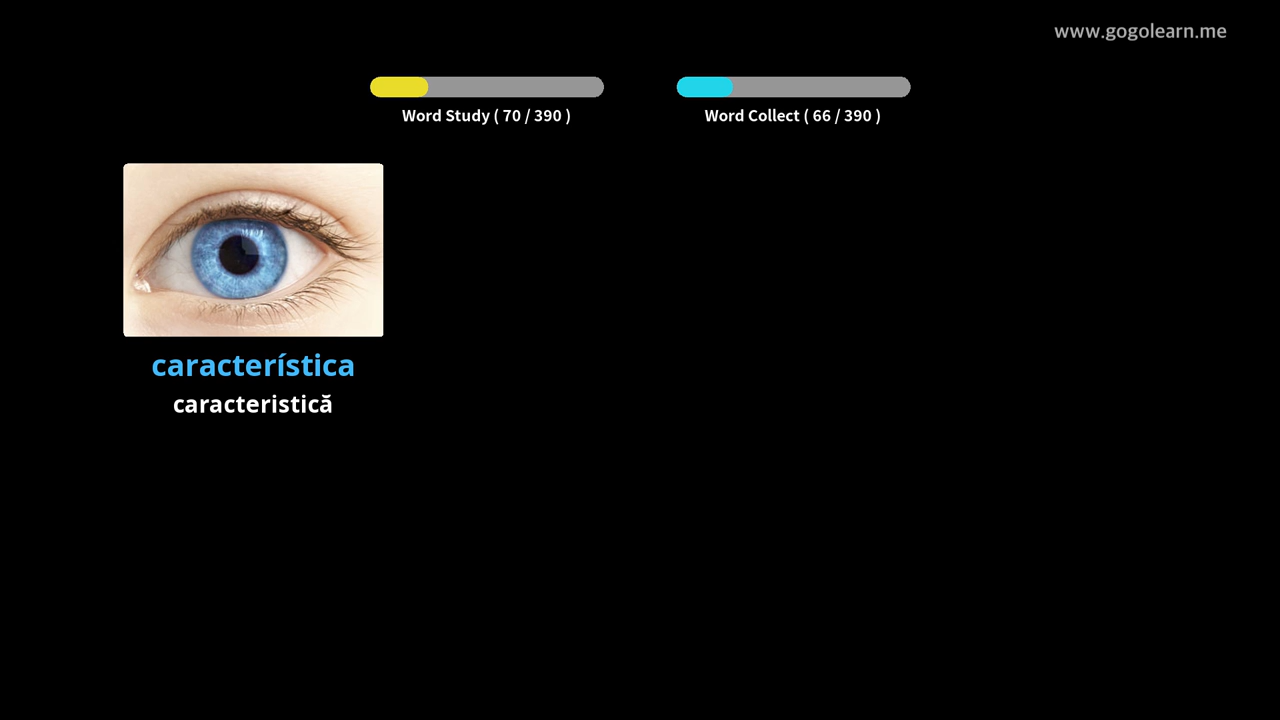 www.gogolearn.me
Word Study ( 70 / 390 )
Word Collect ( 66 / 390 )
característica
caracteristică